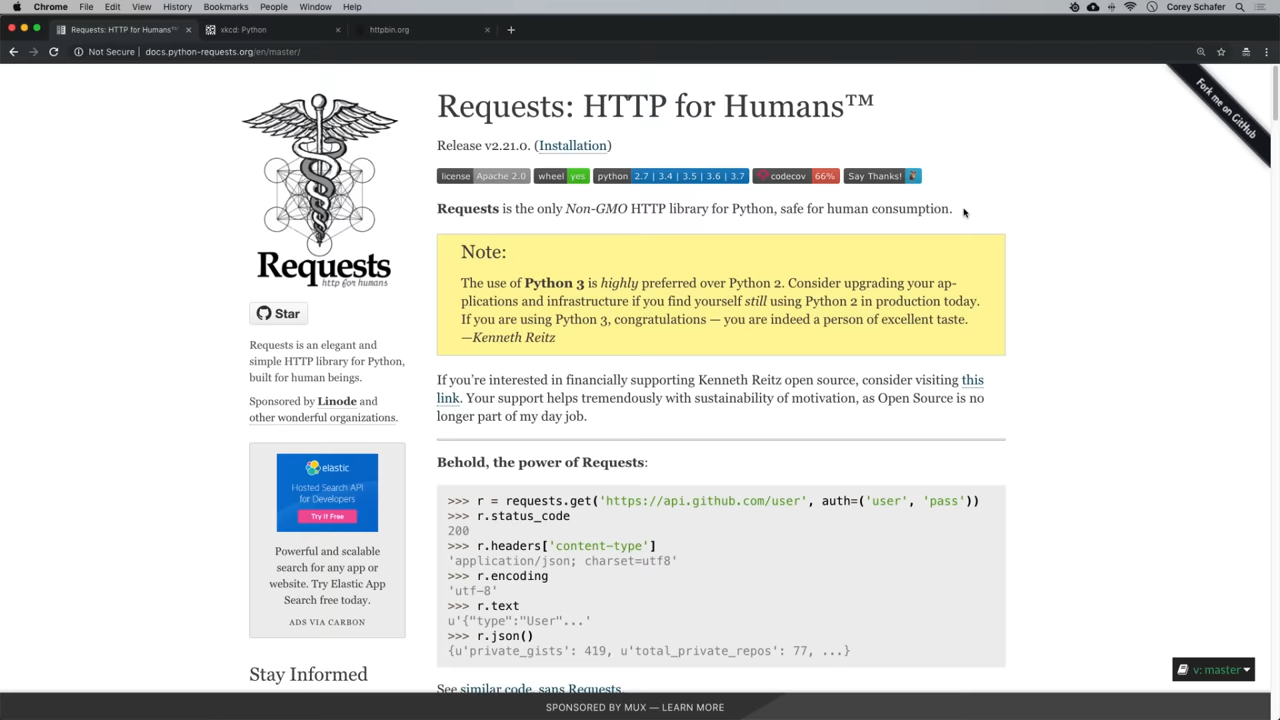 Chrome File Edit View History Bookmarks People Window Help Corey Schafer
Requests: HTTP for Humans™ xkcd: Python httpbin.org
Not Secure docs.python-requests.org/en/master/
Fork me on GitHub
Requests
http for humans
Star
Requests is an elegant and
simple HTTP library for Python,
built for human beings.
Sponsored by Linode and
other wonderful organizations.
elastic
Hosted Search API
for Developers
Try It Free
Powerful and scalable
search for any app or
website. Try Elastic App
Search free today.
ADS VIA CARBON
Stay Informed
Requests: HTTP for Humans™
Release v2.21.0. (Installation)
license Apache 2.0 wheel yes python 2.7 | 3.4 | 3.5 | 3.6 | 3.7 codecov 66% Say Thanks!
Requests is the only Non-GMO HTTP library for Python, safe for human consumption.
Note:
The use of Python 3 is highly preferred over Python 2. Consider upgrading your ap-
plications and infrastructure if you find yourself still using Python 2 in production today.
If you are using Python 3, congratulations — you are indeed a person of excellent taste.
—Kenneth Reitz
If you’re interested in financially supporting Kenneth Reitz open source, consider visiting this
link. Your support helps tremendously with sustainability of motivation, as Open Source is no
longer part of my day job.
Behold, the power of Requests:
>>> r = requests.get('https://api.github.com/user', auth=('user', 'pass'))
>>> r.status_code
200
>>> r.headers['content-type']
'application/json; charset=utf8'
>>> r.encoding
'utf-8'
>>> r.text
u'{"type":"User"...'
>>> r.json()
{u'private_gists': 419, u'total_private_repos': 77, ...}
See similar code, sans Requests.
v: master
SPONSORED BY MUX — LEARN MORE